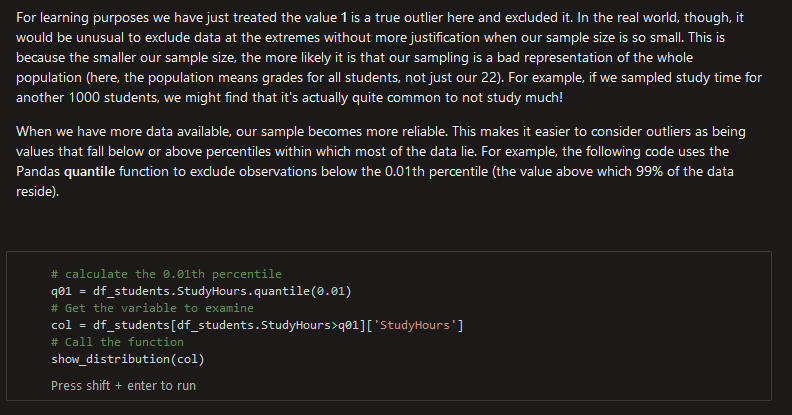 For learning purposes we have just treated the value 1 is a true outlier here and excluded it. In the real world, though, it
would be unusual to exclude data at the extremes without more justification when our sample size is so small. This is
because the smaller our sample size, the more likely it is that our sampling is a bad representation of the whole
population (here, the population means grades for all students, not just our 22). For example, if we sampled study time for
another 1000 students, we might find that it's actually quite common to not study much!
When we have more data available, our sample becomes more reliable. This makes it easier to consider outliers as being
values that fall below or above percentiles within which most of the data lie. For example, the following code uses the
Pandas quantile function to exclude observations below the 0.01th percentile (the value above which 99% of the data
reside).
# calculate the 0.01th percentile
q01 = df_students.StudyHours.quantile(0.01)
# Get the variable to examine
col = df_students[df_students.StudyHours>q01]['StudyHours']
# Call the function
show_distribution(col)
Press shift + enter to run